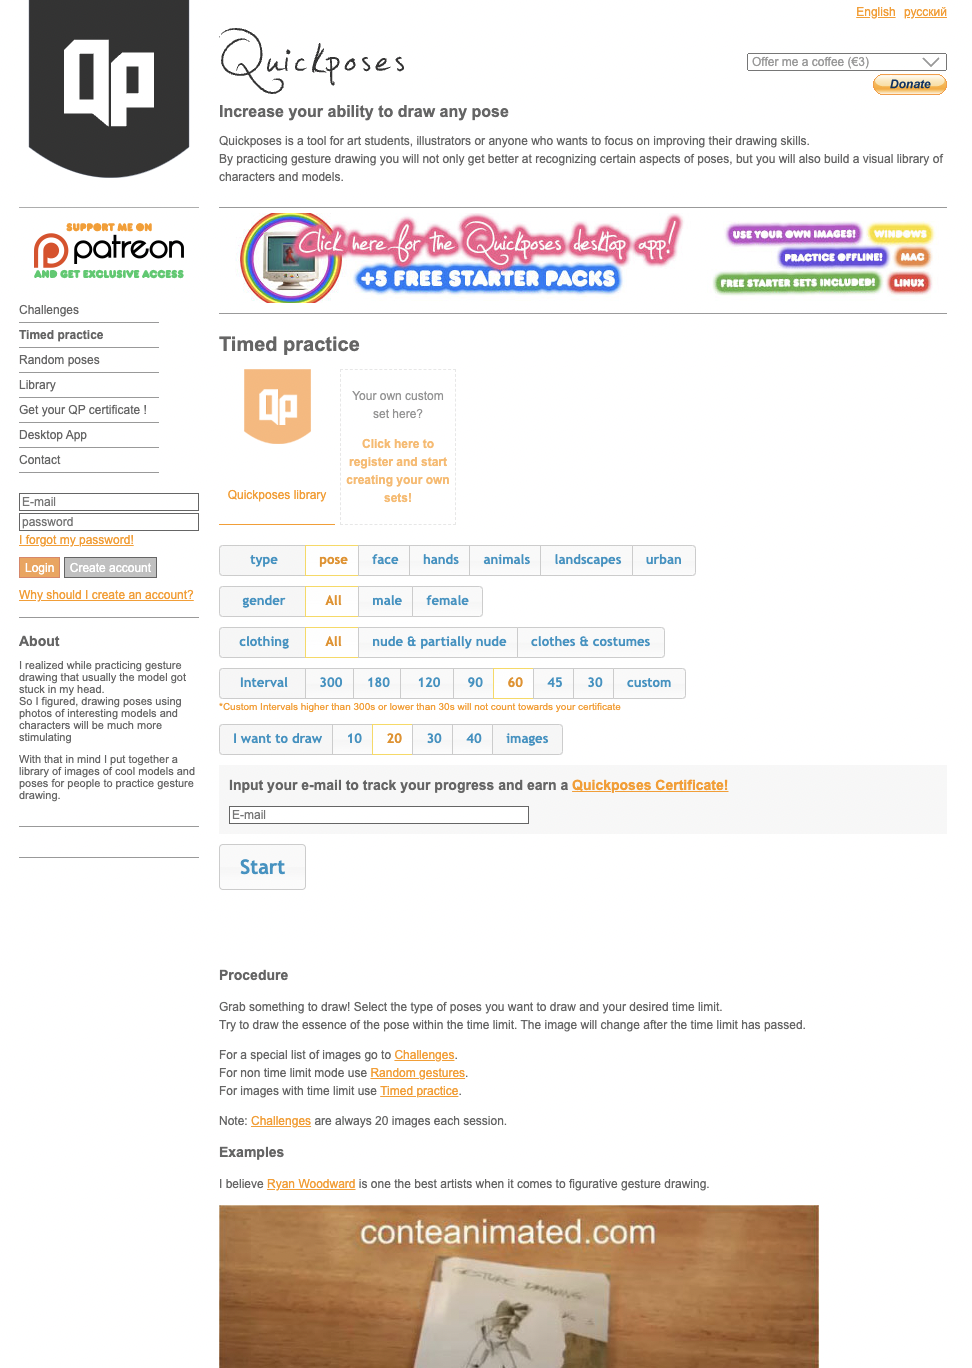 English русский
QP
Quickposes
Offer me a coffee (€3)
Donate
Increase your ability to draw any pose
Quickposes is a tool for art students, illustrators or anyone who wants to focus on improving their drawing skills.
By practicing gesture drawing you will not only get better at recognizing certain aspects of poses, but you will also build a visual library of
characters and models.
SUPPORT ME ON
patreon
AND GET EXCLUSIVE ACCESS
Click here for the Quickposes desktop app!
+5 FREE STARTER PACKS
USE YOUR OWN IMAGES! WINDOWS
PRACTICE OFFLINE! MAC
FREE STARTER SETS INCLUDED! LINUX
Challenges
Timed practice
Random poses
Library
Get your QP certificate !
Desktop App
Contact
E-mail
password
I forgot my password!
Login Create account
Why should I create an account?
About
I realized while practicing gesture
drawing that usually the model got
stuck in my head.
So I figured, drawing poses using
photos of interesting models and
characters will be much more
stimulating
With that in mind I put together a
library of images of cool models and
poses for people to practice gesture
drawing.
Timed practice
QP
Quickposes library
Your own custom
set here?
Click here to
register and start
creating your own
sets!
type pose face hands animals landscapes urban
gender All male female
clothing All nude & partially nude clothes & costumes
Interval 300 180 120 90 60 45 30 custom
*Custom Intervals higher than 300s or lower than 30s will not count towards your certificate
I want to draw 10 20 30 40 images
Input your e-mail to track your progress and earn a Quickposes Certificate!
E-mail
Start
Procedure
Grab something to draw! Select the type of poses you want to draw and your desired time limit.
Try to draw the essence of the pose within the time limit. The image will change after the time limit has passed.
For a special list of images go to Challenges.
For non time limit mode use Random gestures.
For images with time limit use Timed practice.
Note: Challenges are always 20 images each session.
Examples
I believe Ryan Woodward is one the best artists when it comes to figurative gesture drawing.
conteanimated.com
GESTURE DRAWING